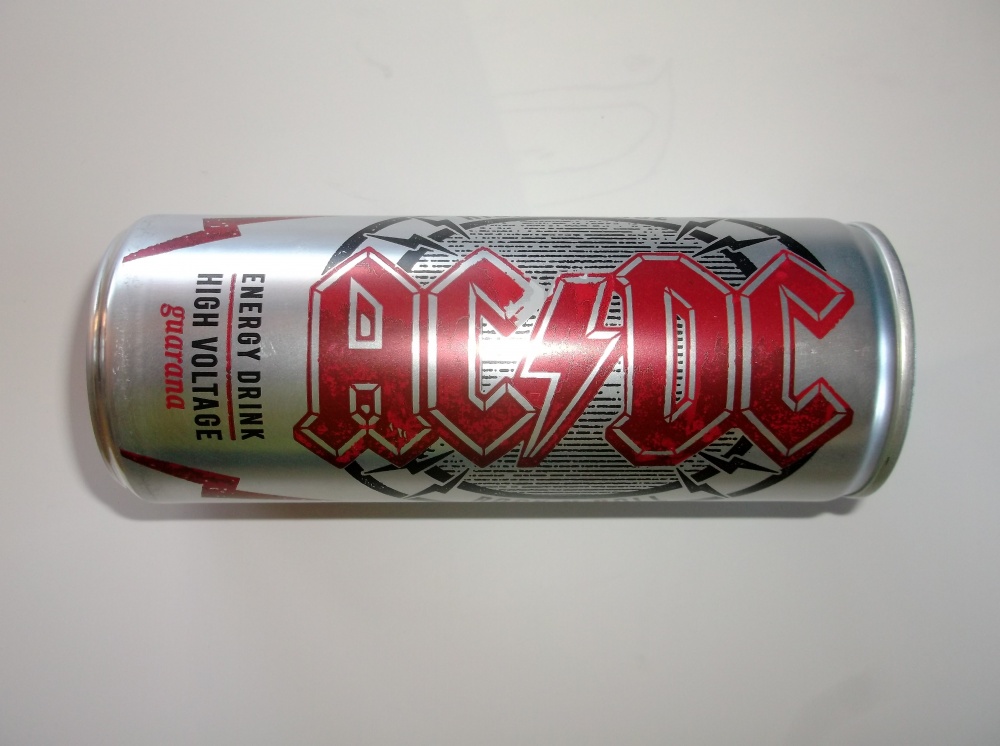 AC/DC
ENERGY DRINK
HIGH VOLTAGE
guarana